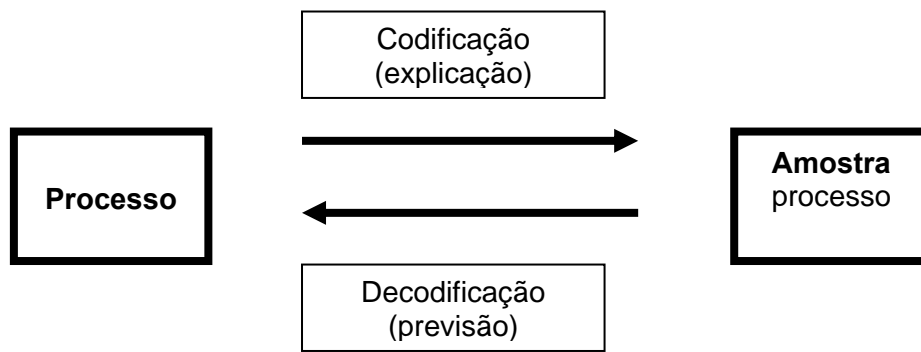 Codificação
(explicação)
Processo
Amostra
processo
Decodificação
(previsão)